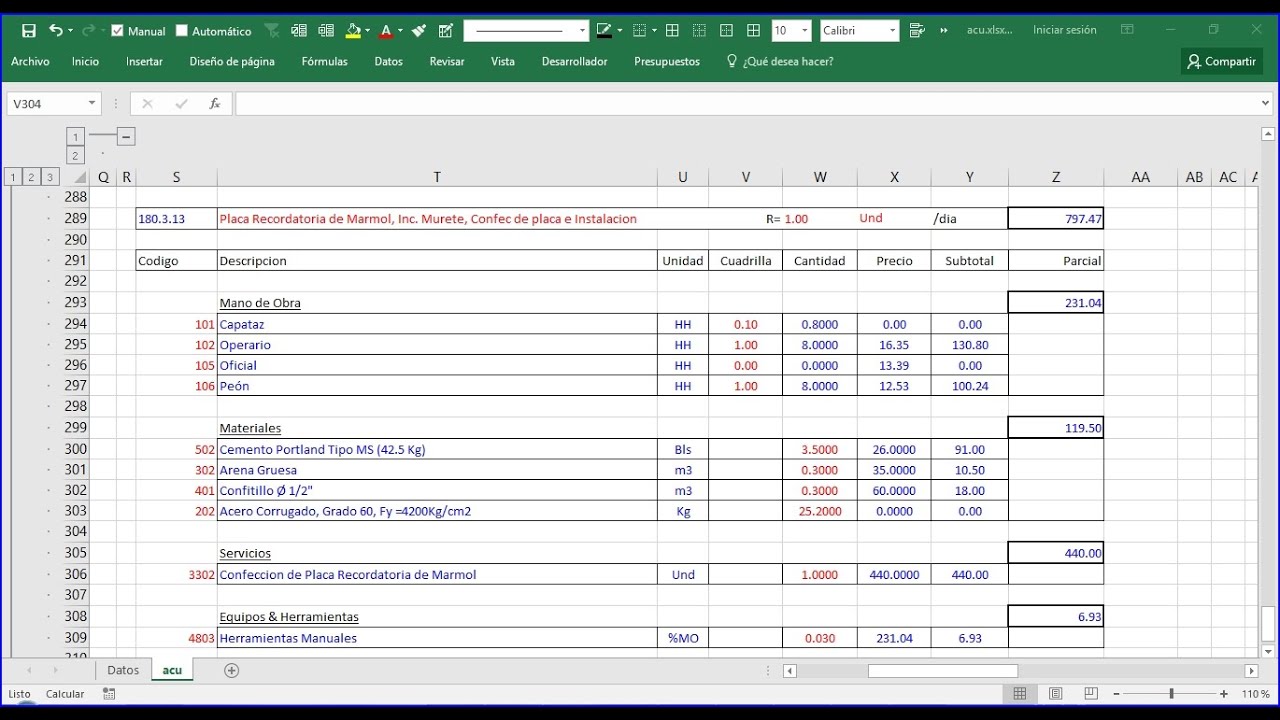 Manual Automático 10 Calibri acu.xlsx... Iniciar sesión
Archivo Inicio Insertar Diseño de página Fórmulas Datos Revisar Vista Desarrollador Presupuestos ¿Qué desea hacer? Compartir
V304 fx
1
2
1 2 3 Q R S T U V W X Y Z AA AB AC
288
289 180.3.13 Placa Recordatoria de Marmol, Inc. Murete, Confec de placa e Instalacion R= 1.00 Und /dia 797.47
290
291 Codigo Descripcion Unidad Cuadrilla Cantidad Precio Subtotal Parcial
292
293 Mano de Obra 231.04
294 101 Capataz HH 0.10 0.8000 0.00 0.00
295 102 Operario HH 1.00 8.0000 16.35 130.80
296 105 Oficial HH 0.00 0.0000 13.39 0.00
297 106 Peón HH 1.00 8.0000 12.53 100.24
298
299 Materiales 119.50
300 502 Cemento Portland Tipo MS (42.5 Kg) Bls 3.5000 26.0000 91.00
301 302 Arena Gruesa m3 0.3000 35.0000 10.50
302 401 Confitillo Ø 1/2" m3 0.3000 60.0000 18.00
303 202 Acero Corrugado, Grado 60, Fy =4200Kg/cm2 Kg 25.2000 0.0000 0.00
304
305 Servicios 440.00
306 3302 Confeccion de Placa Recordatoria de Marmol Und 1.0000 440.0000 440.00
307
308 Equipos & Herramientas 6.93
309 4803 Herramientas Manuales %MO 0.030 231.04 6.93
310
Datos acu
Listo Calcular 110 %